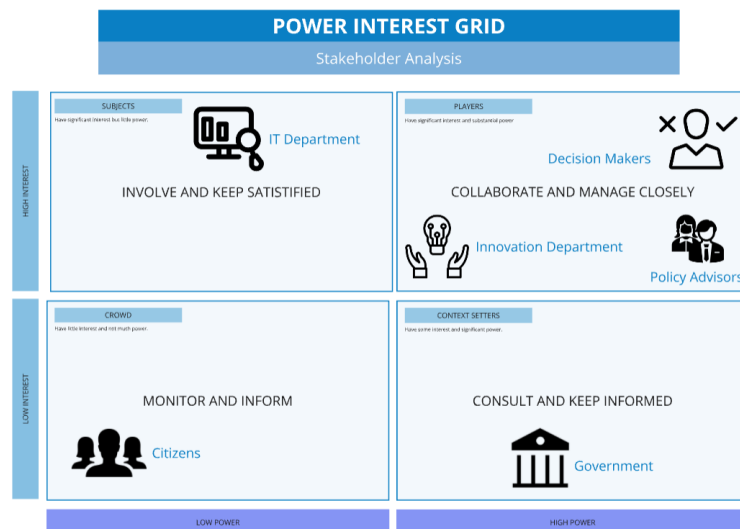 POWER INTEREST GRID
Stakeholder Analysis
HIGH INTEREST
SUBJECTS
Have significant interest but little power.
IT Department
INVOLVE AND KEEP SATISTIFIED
PLAYERS
Have significant interest and substantial power
Decision Makers
COLLABORATE AND MANAGE CLOSELY
Innovation Department
Policy Advisors
LOW INTEREST
CROWD
Have little interest and not much power.
MONITOR AND INFORM
Citizens
CONTEXT SETTERS
Have some interest and significant power.
CONSULT AND KEEP INFORMED
Government
LOW POWER
HIGH POWER